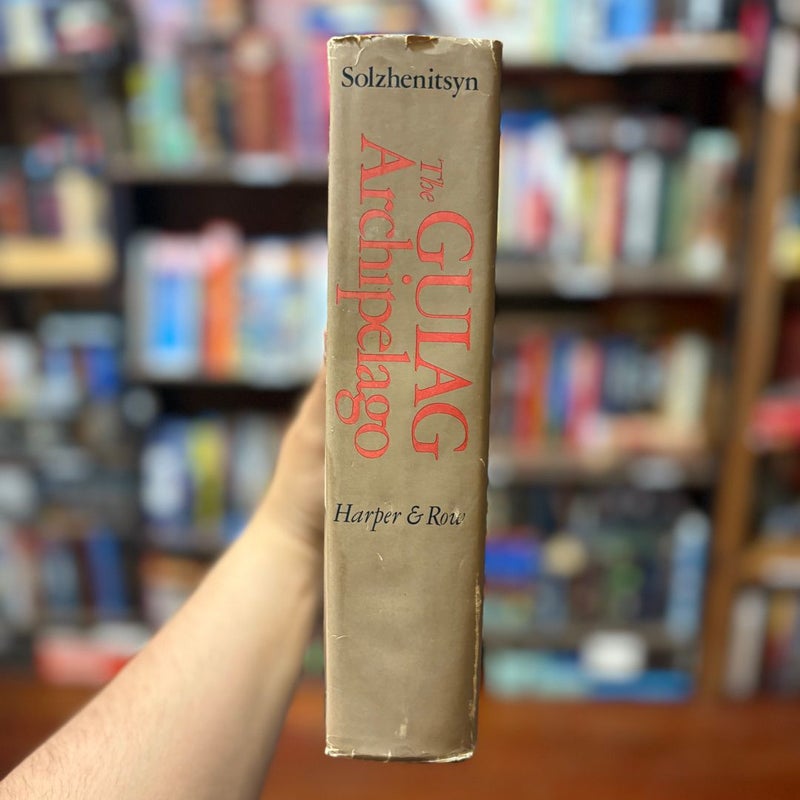 Solzhenitsyn
The GULAG
Archipelago
Harper & Row